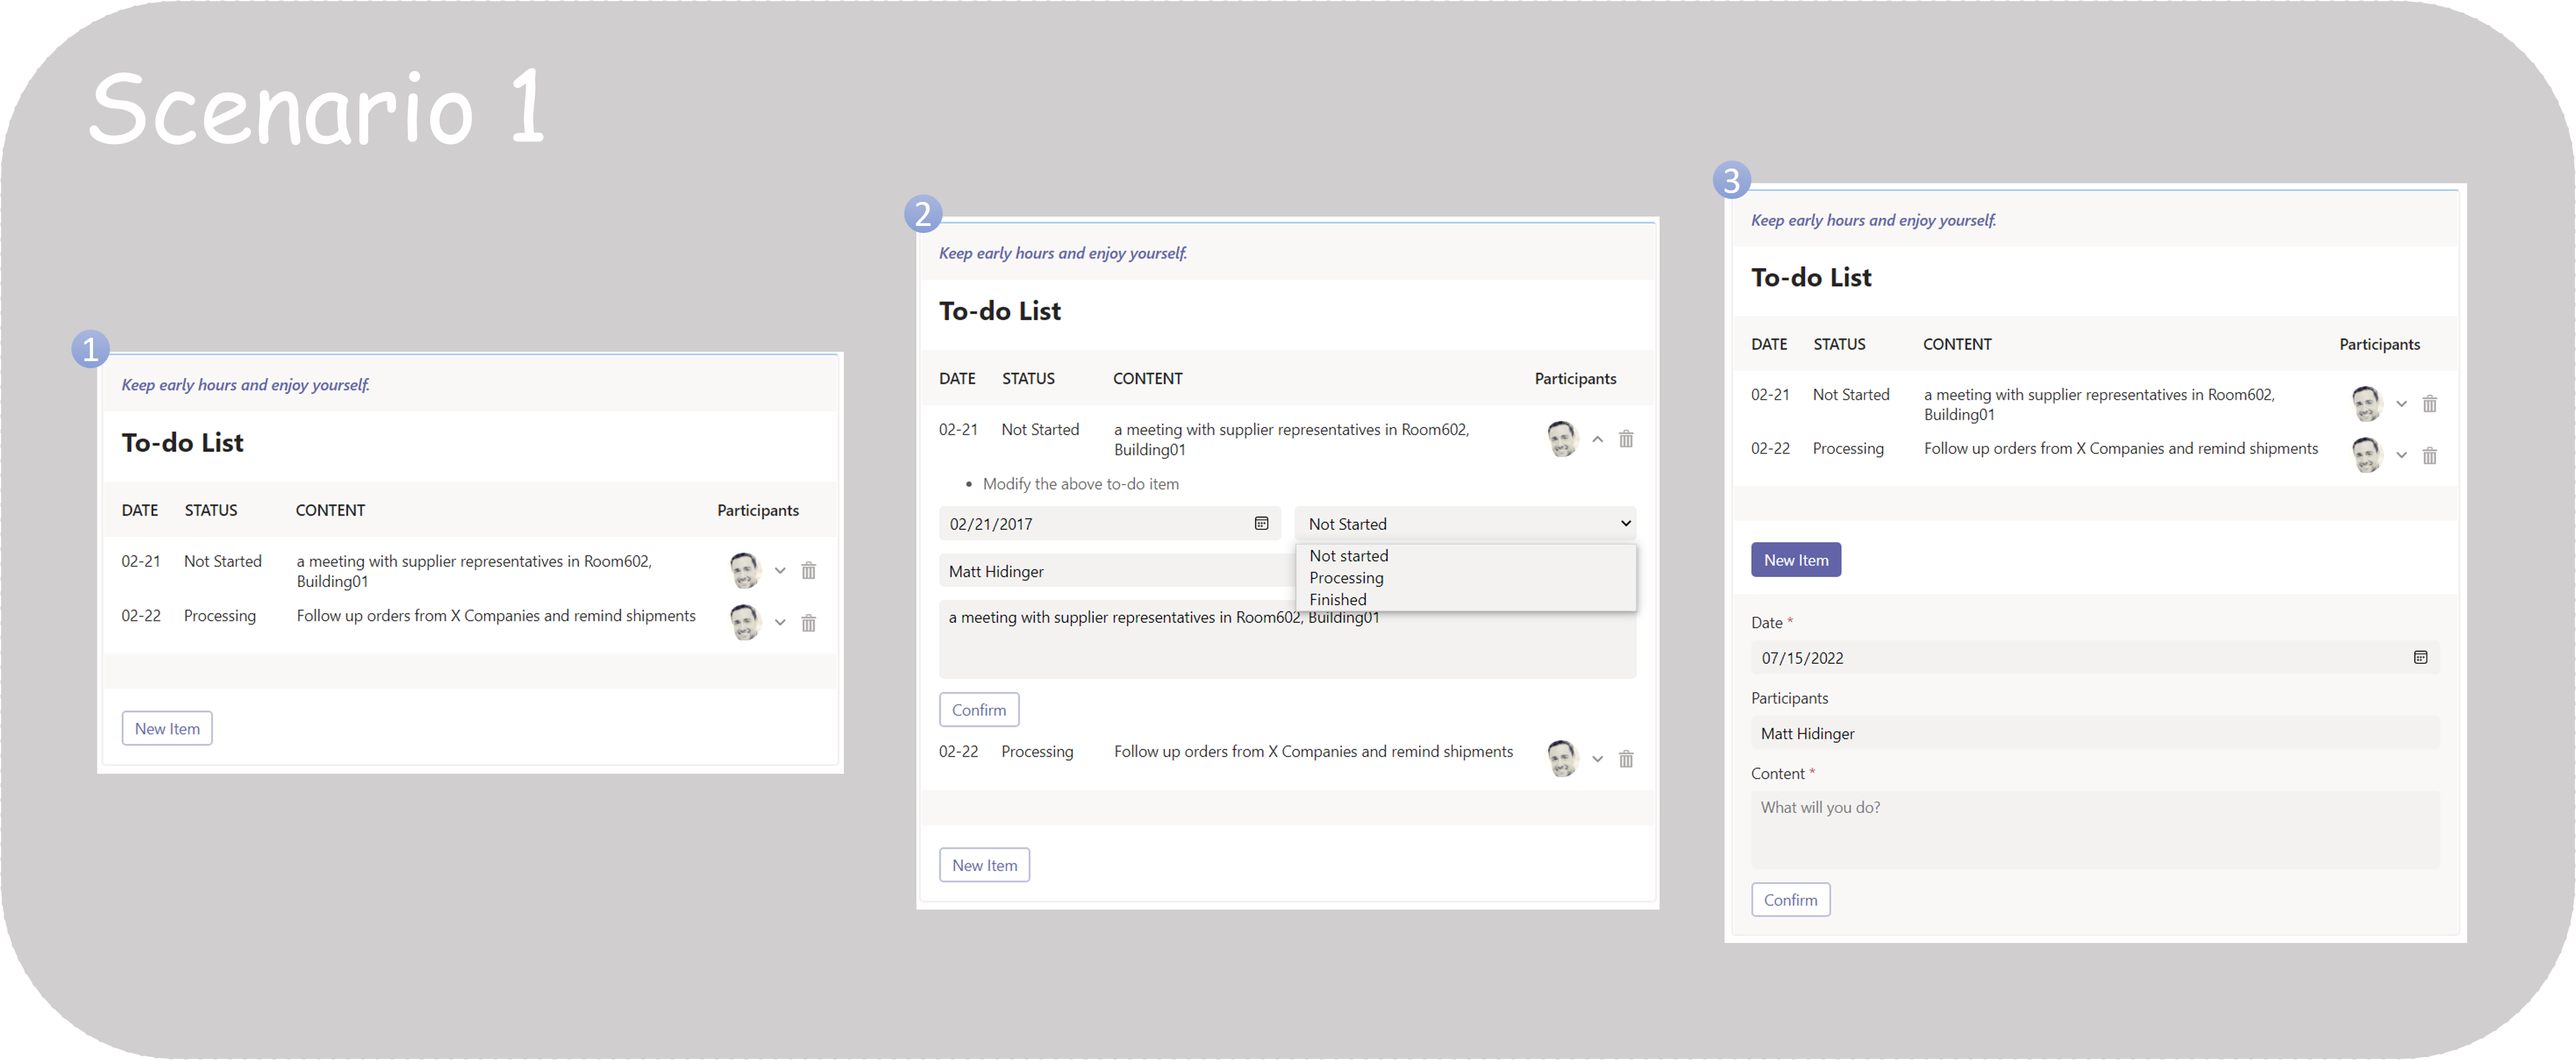 Scenario 1
1
Keep early hours and enjoy yourself.
To-do List
DATE STATUS CONTENT Participants
02-21 Not Started a meeting with supplier representatives in Room602,
Building01
02-22 Processing Follow up orders from X Companies and remind shipments
New Item
2
Keep early hours and enjoy yourself.
To-do List
DATE STATUS CONTENT Participants
02-21 Not Started a meeting with supplier representatives in Room602,
Building01
• Modify the above to-do item
02/21/2017 Not Started
Not started
Matt Hidinger Processing
Finished
a meeting with supplier representatives in Room602, Building01
Confirm
02-22 Processing Follow up orders from X Companies and remind shipments
New Item
3
Keep early hours and enjoy yourself.
To-do List
DATE STATUS CONTENT Participants
02-21 Not Started a meeting with supplier representatives in Room602,
Building01
02-22 Processing Follow up orders from X Companies and remind shipments
New Item
Date *
07/15/2022
Participants
Matt Hidinger
Content *
What will you do?
Confirm